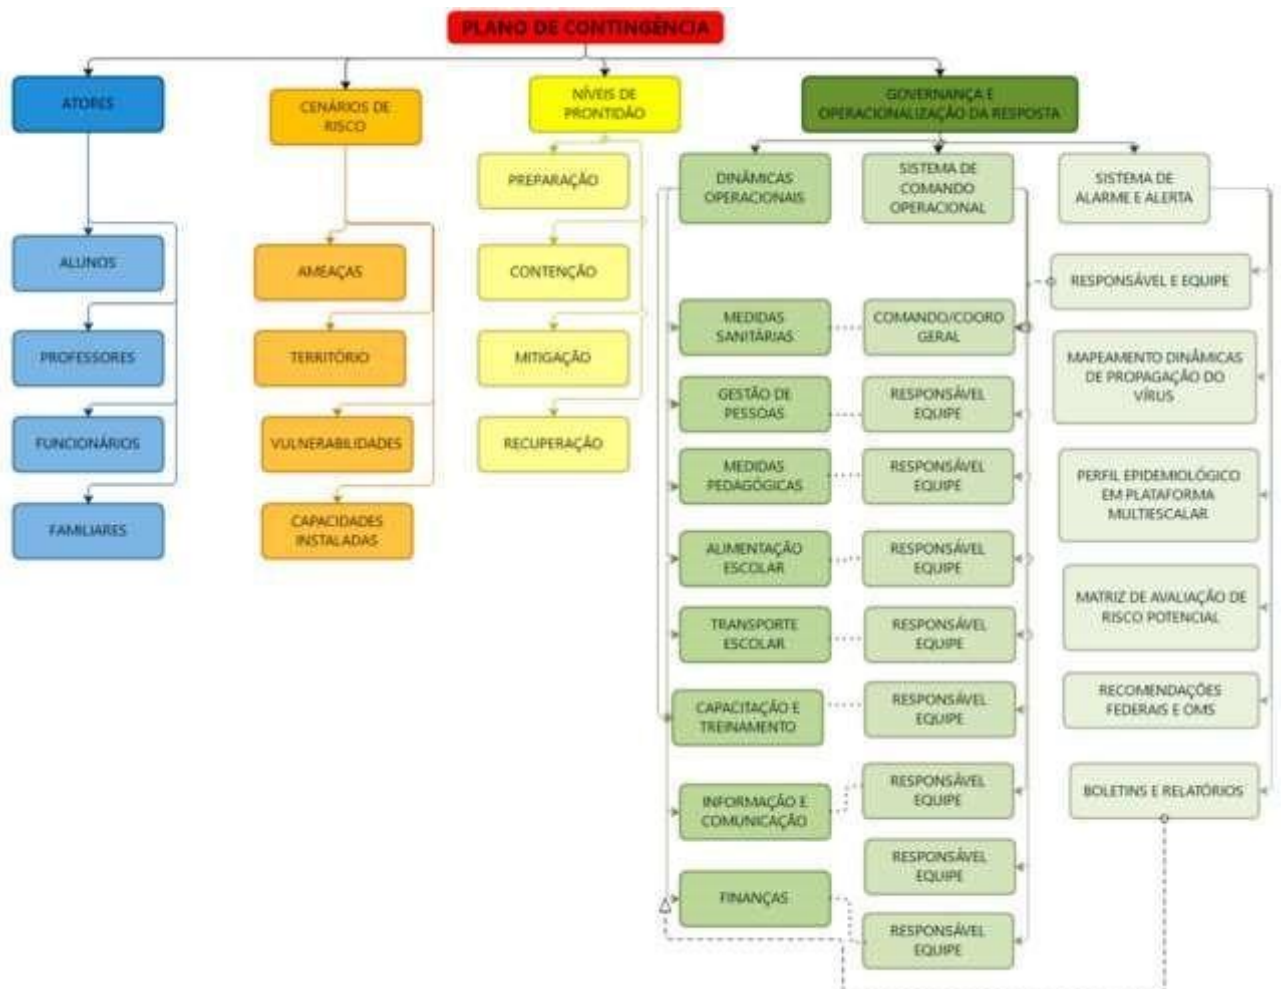 PLANO DE CONTINGÊNCIA
ATORES
ALUNOS
PROFESSORES
FUNCIONÁRIOS
FAMILIARES
CENÁRIOS DE
RISCO
AMEAÇAS
TERRITÓRIO
VULNERABILIDADES
CAPACIDADES
INSTALADAS
NÍVEIS DE
PRONTIDÃO
PREPARAÇÃO
CONTENÇÃO
MITIGAÇÃO
RECUPERAÇÃO
GOVERNANÇA E
OPERACIONALIZAÇÃO DA RESPOSTA
DINÂMICAS
OPERACIONAIS
MEDIDAS
SANITÁRIAS
GESTÃO DE
PESSOAS
MEDIDAS
PEDAGÓGICAS
ALIMENTAÇÃO
ESCOLAR
TRANSPORTE
ESCOLAR
CAPACITAÇÃO E
TREINAMENTO
INFORMAÇÃO E
COMUNICAÇÃO
FINANÇAS
SISTEMA DE
COMANDO
OPERACIONAL
COMANDO/COORD
GERAL
RESPONSÁVEL
EQUIPE
RESPONSÁVEL
EQUIPE
RESPONSÁVEL
EQUIPE
RESPONSÁVEL
EQUIPE
RESPONSÁVEL
EQUIPE
RESPONSÁVEL
EQUIPE
RESPONSÁVEL
EQUIPE
RESPONSÁVEL
EQUIPE
SISTEMA DE
ALARME E ALERTA
RESPONSÁVEL E EQUIPE
MAPEAMENTO DINÂMICAS
DE PROPAGAÇÃO DO
VÍRUS
PERFIL EPIDEMIOLÓGICO
EM PLATAFORMA
MULTIESCALAR
MATRIZ DE AVALIAÇÃO DE
RISCO POTENCIAL
RECOMENDAÇÕES
FEDERAIS E OMS
BOLETINS E RELATÓRIOS